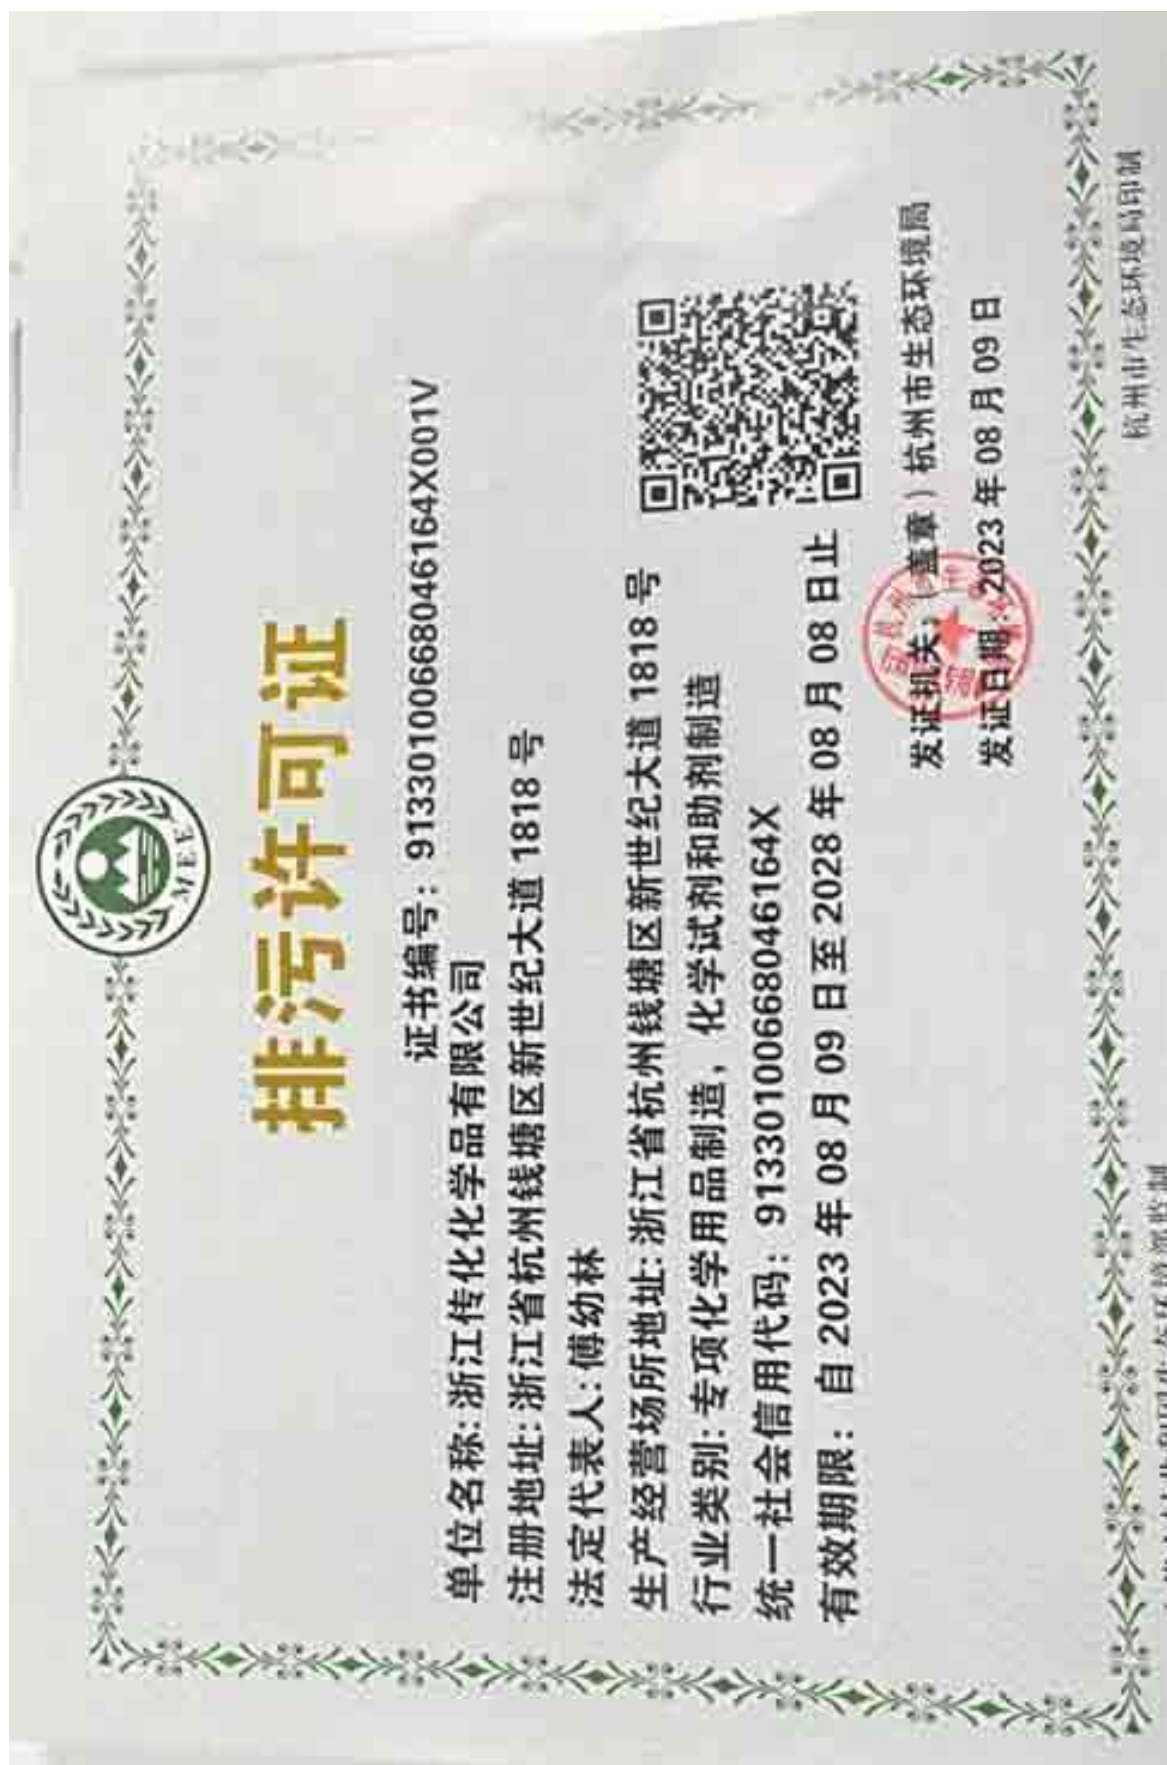 MEE
排污许可证
证书编号：91330100668046164X001V
单位名称:浙江传化化学品有限公司
注册地址:浙江省杭州钱塘区新世纪大道 1818 号
法定代表人:傅幼林
生产经营场所地址:浙江省杭州钱塘区新世纪大道 1818 号
行业类别:专项化学用品制造，化学试剂和助剂制造
统一社会信用代码：91330100668046164X
有效期限：自 2023 年 08 月 09 日至 2028 年 08 月 08 日止
发证机关：（盖章）杭州市生态环境局
发证日期：2023 年 08 月 09 日
杭州市生态环境局印制